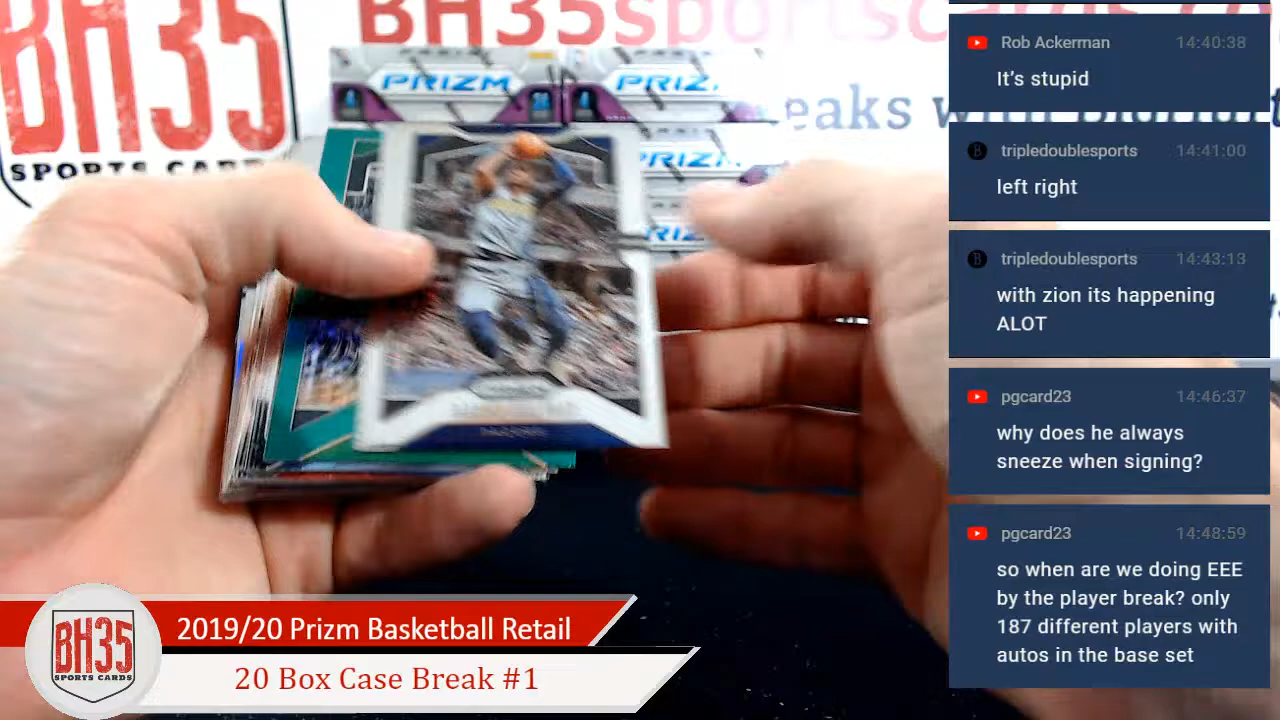 BH35
SPORTS CARDS
BH35sportscards.co
PRIZM
PRIZ
eaks w
PRIZM
RIZ
Rob Ackerman 14:40:38
It's stupid
tripledoublesports 14:41:00
left right
tripledoublesports 14:43:13
with zion its happening
ALOT
pgcard23 14:46:37
why does he always
sneeze when signing?
pgcard23 14:48:59
so when are we doing EEE
by the player break? only
187 different players with
autos in the base set
2019/20 Prizm Basketball Retail
20 Box Case Break #1
BH35
SPORTS CARDS